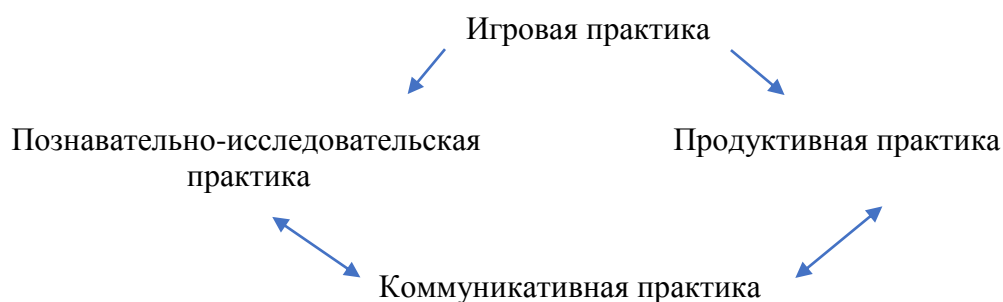 Игровая практика
Познавательно-исследовательская
практика
Продуктивная практика
Коммуникативная практика